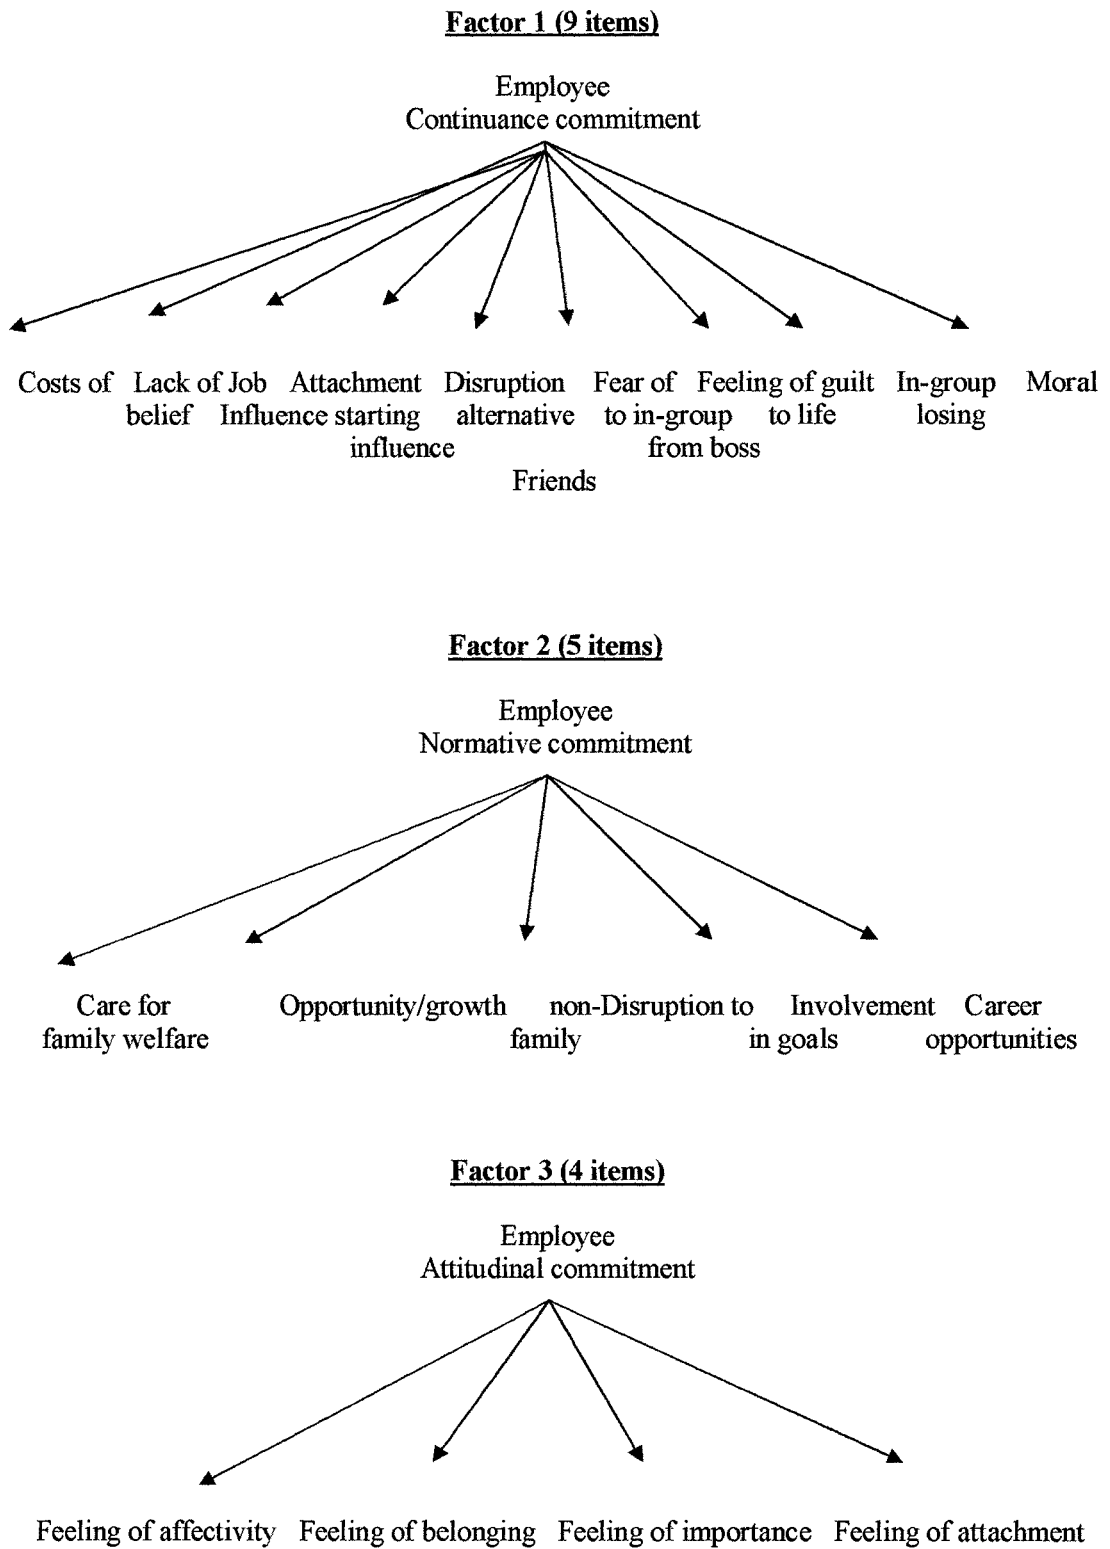 Factor 1 (9 items)
Employee
Continuance commitment
Costs of Lack of Job Attachment Disruption Fear of Feeling of guilt In-group Moral
belief Influence starting alternative to in-group to life losing
influence from boss
Friends
Factor 2 (5 items)
Employee
Normative commitment
Care for Opportunity/growth non-Disruption to Involvement Career
family welfare family in goals opportunities
Factor 3 (4 items)
Employee
Attitudinal commitment
Feeling of affectivity Feeling of belonging Feeling of importance Feeling of attachment